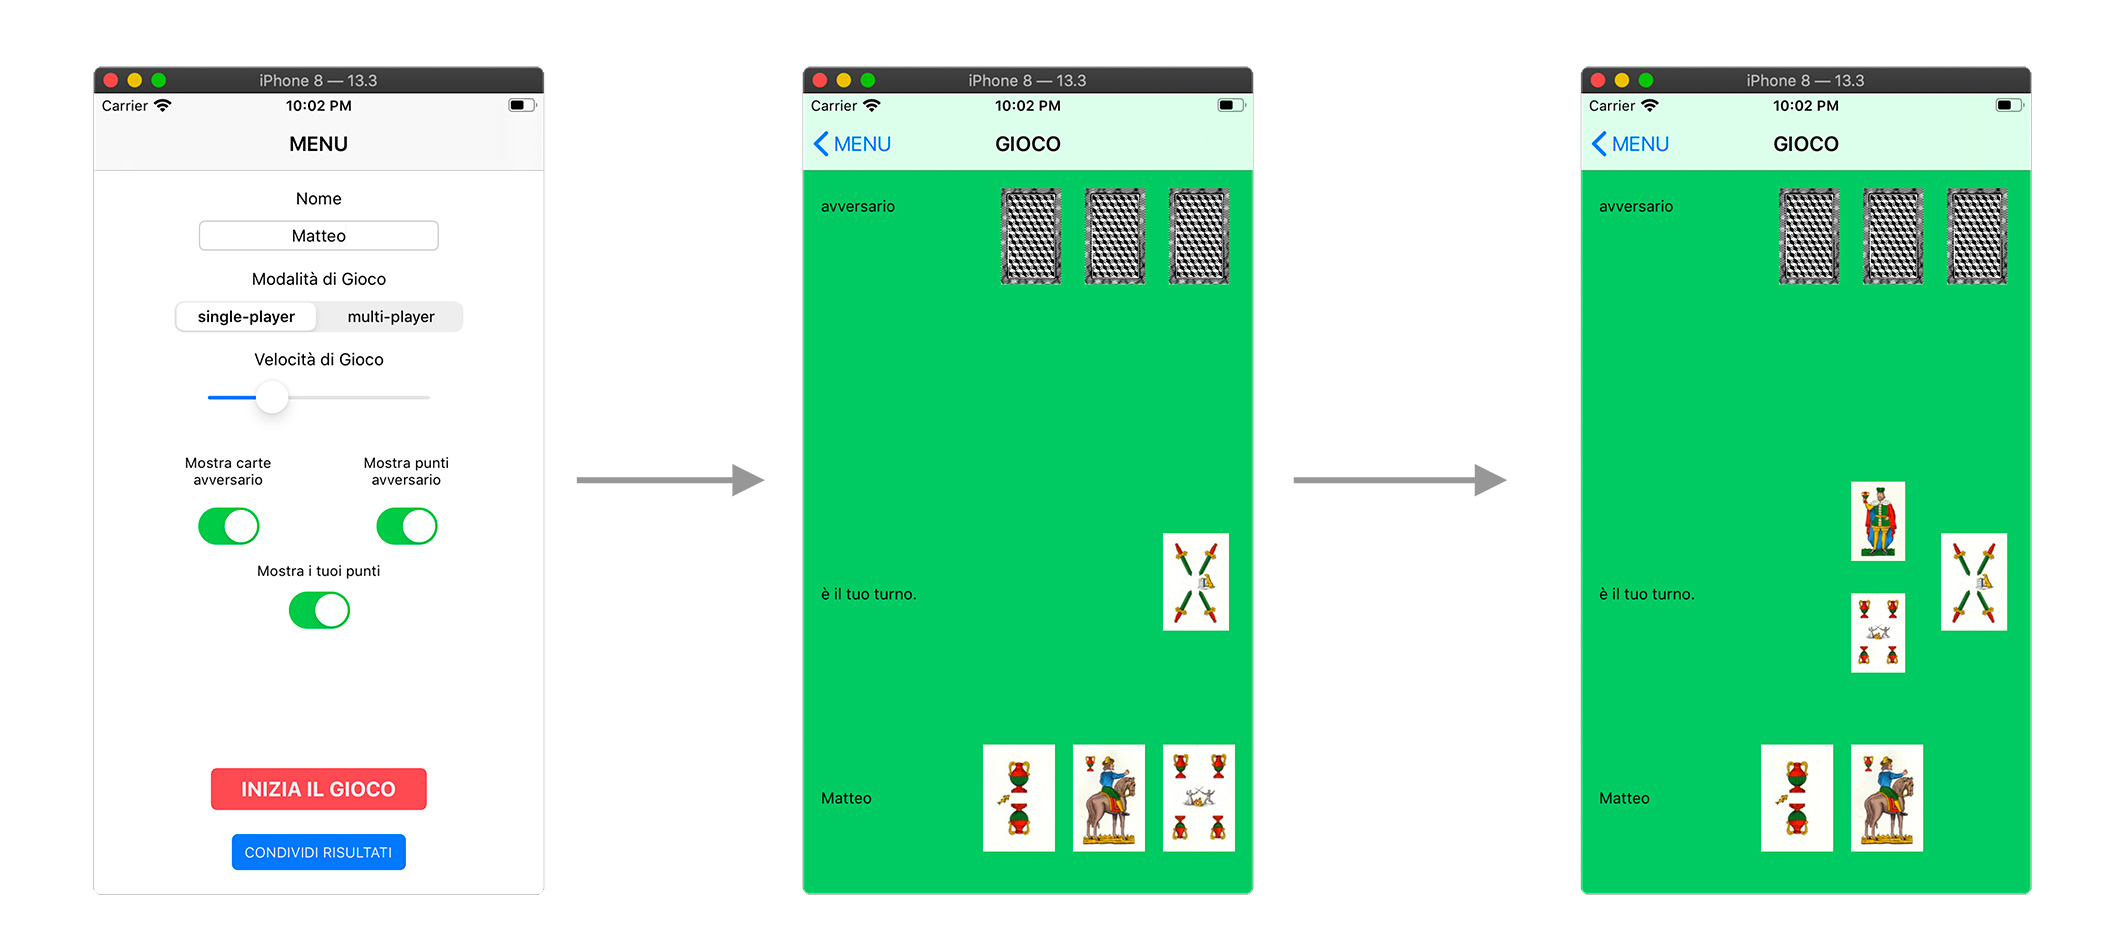 iPhone 8 — 13.3
Carrier
10:02 PM
MENU
Nome
Matteo
Modalità di Gioco
single-player
multi-player
Velocità di Gioco
Mostra carte
avversario
Mostra punti
avversario
Mostra i tuoi punti
INIZIA IL GIOCO
CONDIVIDI RISULTATI
iPhone 8 — 13.3
Carrier
10:02 PM
MENU
GIOCO
avversario
è il tuo turno.
Matteo
iPhone 8 — 13.3
Carrier
10:02 PM
MENU
GIOCO
avversario
è il tuo turno.
Matteo